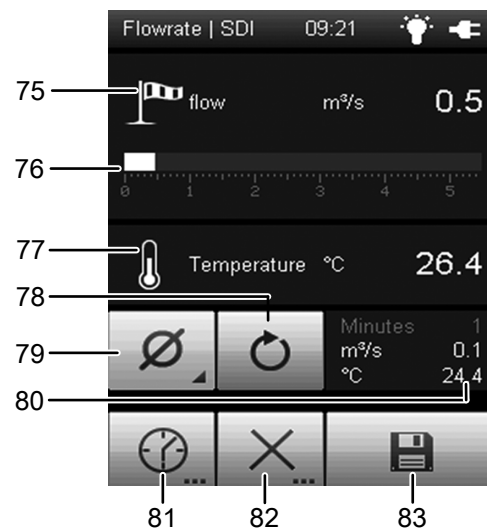 Flowrate | SDI 09:21
75 flow m³/s 0.5
76
0 1 2 3 4 5
77 Temperature °C 26.4
78
79 Minutes 1
m³/s 0.1
80 °C 24.4
81 82 83